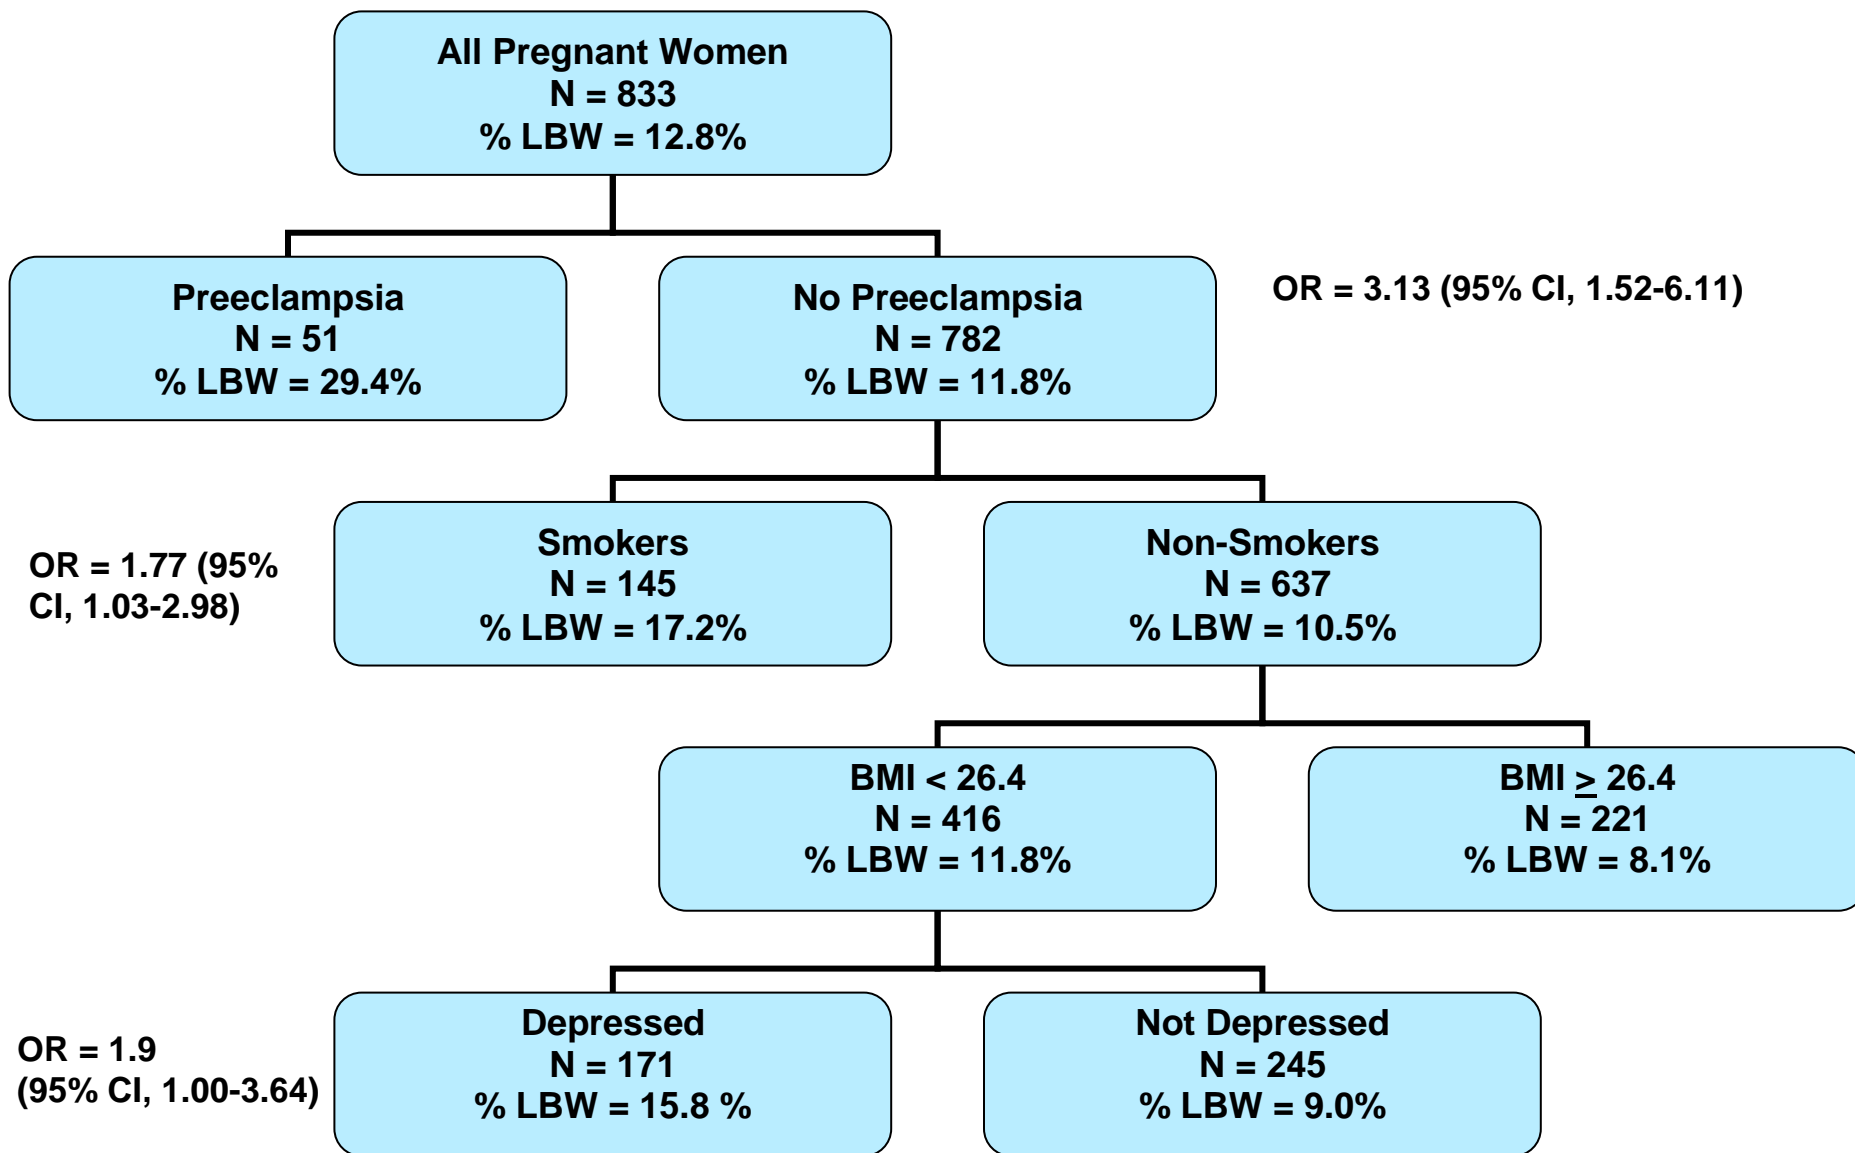 All Pregnant Women
N = 833
% LBW = 12.8%
Preeclampsia
N = 51
% LBW = 29.4%
No Preeclampsia
N = 782
% LBW = 11.8%
OR = 3.13 (95% CI, 1.52-6.11)
OR = 1.77 (95%
CI, 1.03-2.98)
Smokers
N = 145
% LBW = 17.2%
Non-Smokers
N = 637
% LBW = 10.5%
BMI < 26.4
N = 416
% LBW = 11.8%
BMI ≥ 26.4
N = 221
% LBW = 8.1%
OR = 1.9
(95% CI, 1.00-3.64)
Depressed
N = 171
% LBW = 15.8 %
Not Depressed
N = 245
% LBW = 9.0%